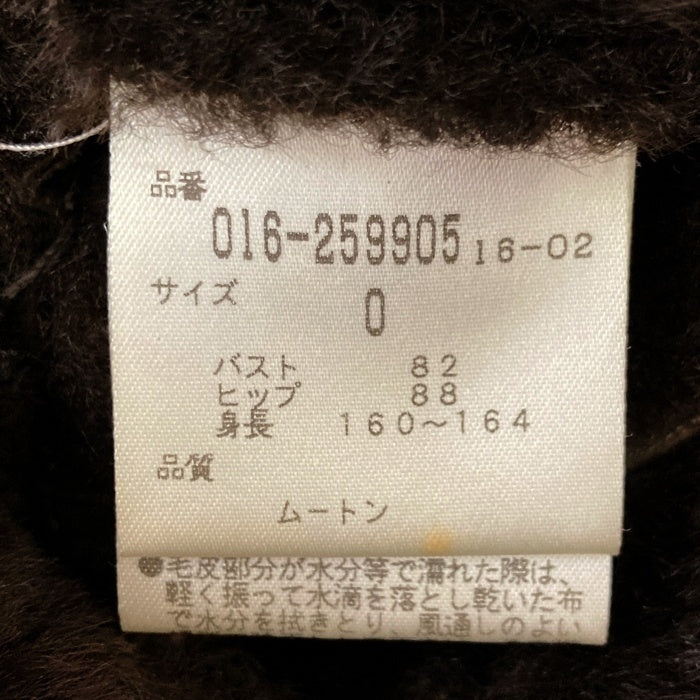 品番
016-259905 16-02
サイズ
0
バスト 82
ヒップ 88
身長 160〜164
品質
ムートン
●毛皮部分が水分等で濡れた際は、
軽く振って水滴を落とし乾いた布
で水分を拭きとり、風通しのよい